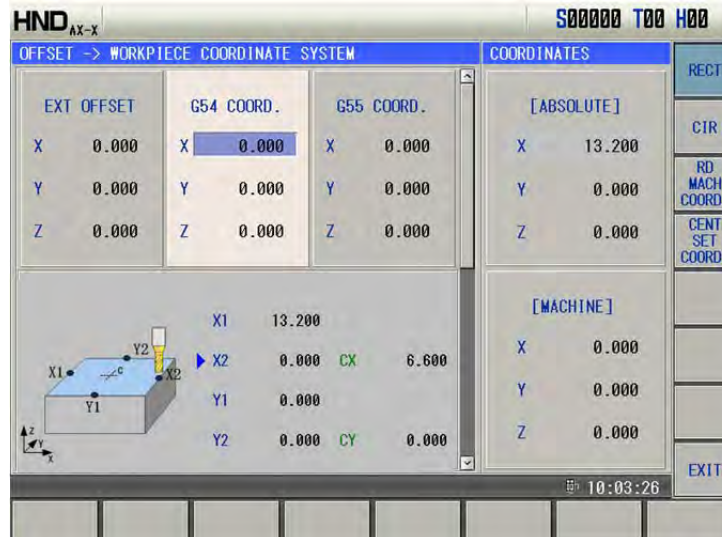 HND AX-X S00000 T00 H00
OFFSET -> WORKPIECE COORDINATE SYSTEM COORDINATES
EXT OFFSET G54 COORD. G55 COORD. [ABSOLUTE]
X 0.000 X 0.000 X 0.000 X 13.200
Y 0.000 Y 0.000 Y 0.000 Y 0.000
Z 0.000 Z 0.000 Z 0.000 Z 0.000
X1 13.200
X2 0.000 CX 6.600
Y1 0.000
Y2 0.000 CY 0.000
X1 Y2 C X2
Y1
Z Y X
[MACHINE]
X 0.000
Y 0.000
Z 0.000
10:03:26
RECT
CIR
RD
MACH
COORD
CENT
SET
COORD
EXIT